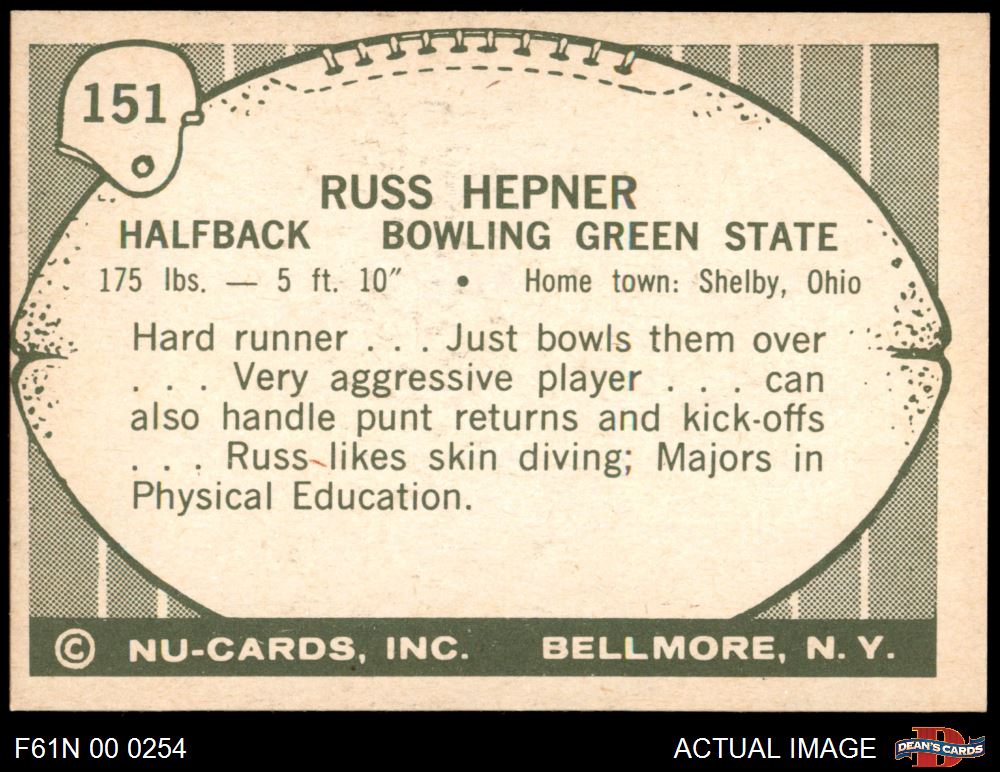 151
RUSS HEPNER
HALFBACK BOWLING GREEN STATE
175 lbs. — 5 ft. 10″ • Home town: Shelby, Ohio
Hard runner . . . Just bowls them over
. . . Very aggressive player . . . can
also handle punt returns and kick-offs
. . . Russ likes skin diving; Majors in
Physical Education.
© NU-CARDS, INC. BELLMORE, N. Y.
F61N 00 0254 ACTUAL IMAGE DEAN'S CARDS